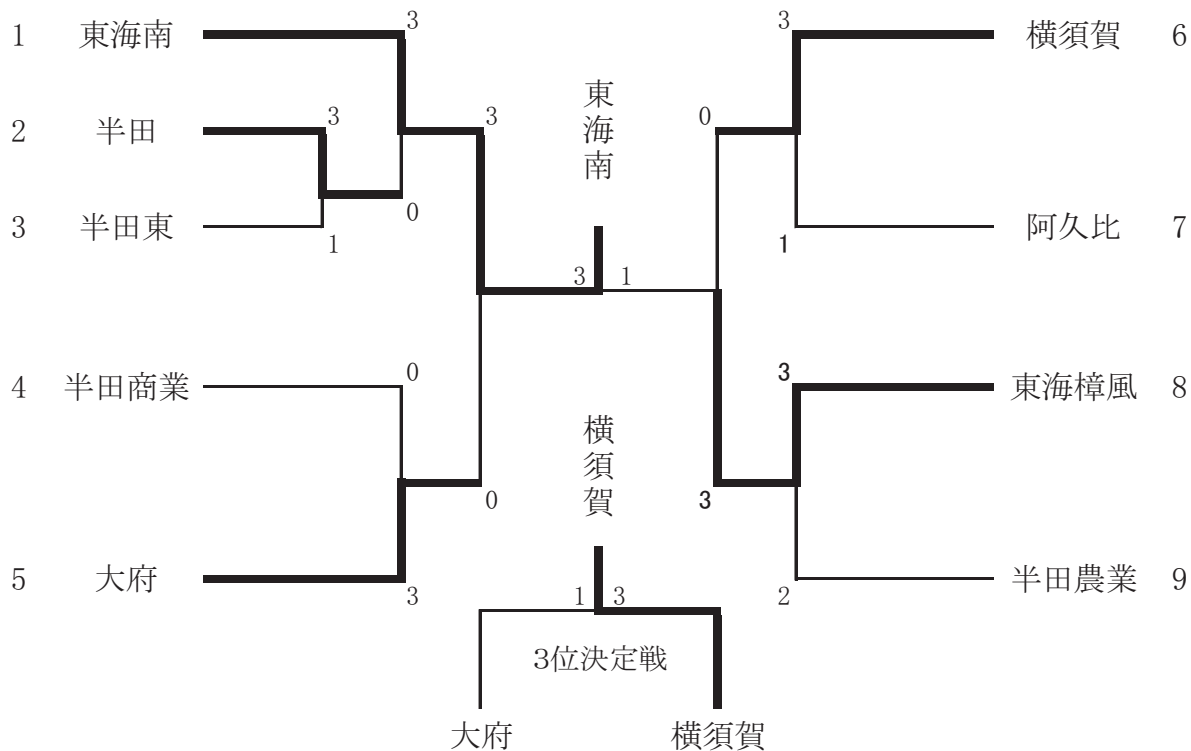 1 東海南 3 3 横須賀 6
東海南
2 半田 3 3 0
3 半田東 1 0 1 阿久比 7
3 1
4 半田商業 0 3 東海樟風 8
横須賀
0 3
5 大府 3 2 半田農業 9
1 3
3位決定戦
大府 横須賀